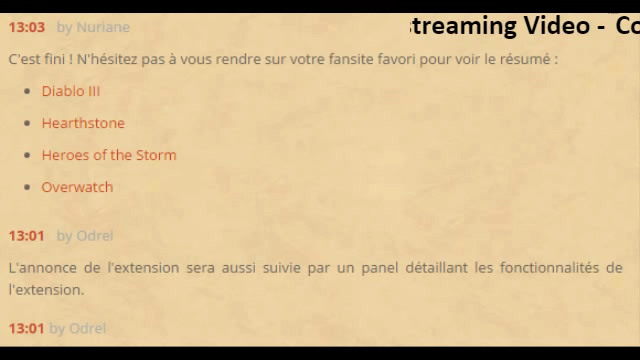 treaming Video - Co
13:03 by Nuriane
C'est fini ! N'hésitez pas à vous rendre sur votre fansite favori pour voir le résumé :
Diablo III
Hearthstone
Heroes of the Storm
Overwatch
13:01 by Odrel
L'annonce de l'extension sera aussi suivie par un panel détaillant les fonctionnalités de
l'extension.
13:01 by Odrel